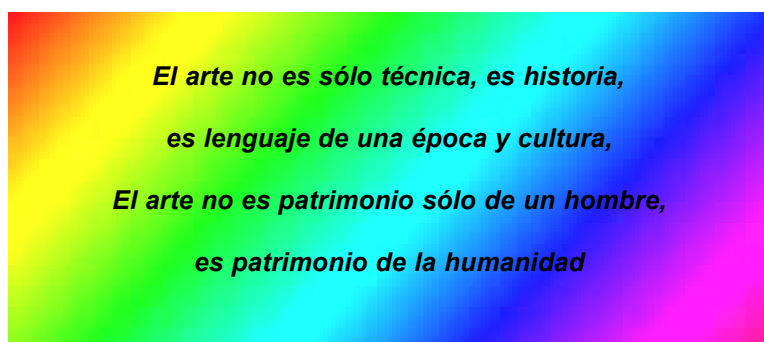 El arte no es sólo técnica, es historia,
es lenguaje de una época y cultura,
El arte no es patrimonio sólo de un hombre,
es patrimonio de la humanidad